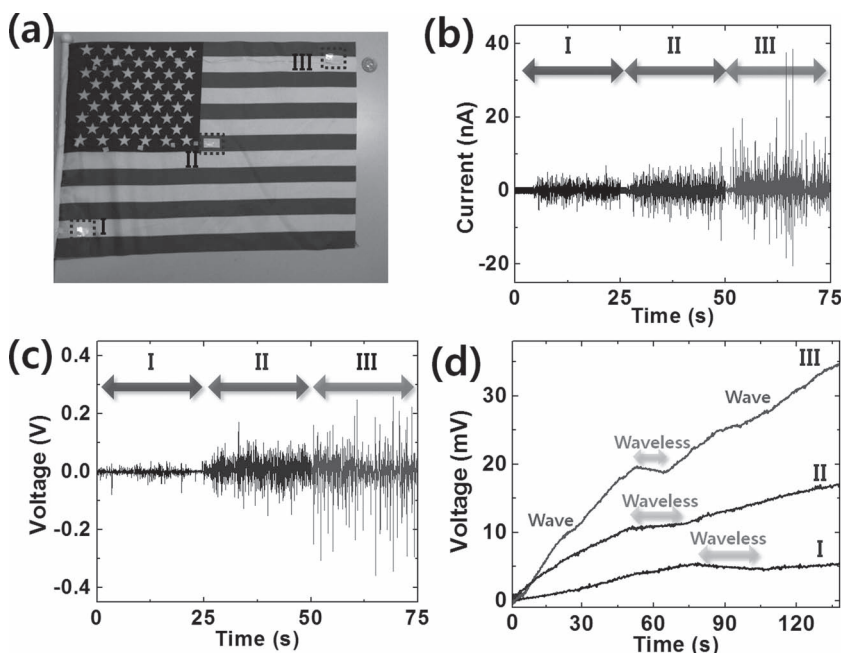 (a)
III
II
I
(b)
40
20
0
-20
Current (nA)
I
II
III
0
25
50
75
Time (s)
(c)
0.4
0.2
0.0
-0.2
-0.4
Voltage (V)
I
II
III
0
25
50
75
Time (s)
(d)
30
20
10
0
Voltage (mV)
III
Wave
Waveless
Wave
II
Waveless
Waveless
I
0
30
60
90
120
Time (s)